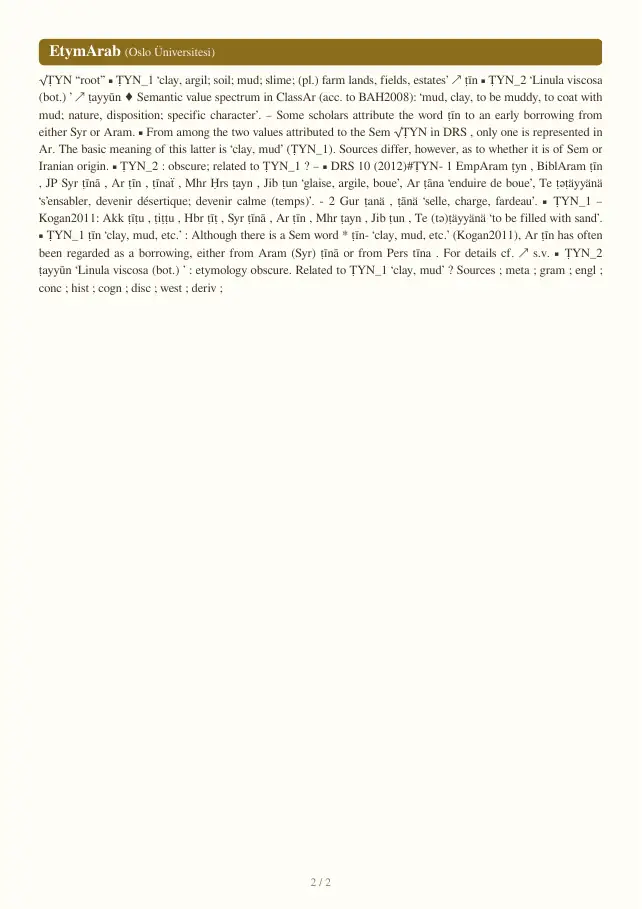 EtymArab (Oslo Üniversitesi)
√ṬYN “root” ▪ ṬYN_1 ‘clay, argil; soil; mud; slime; (pl.) farm lands, fields, estates’ ↗ ṭīn ▪ ṬYN_2 ‘Linula viscosa
(bot.) ’ ↗ ṭayyūn ♦ Semantic value spectrum in ClassAr (acc. to BAH2008): ‘mud, clay, to be muddy, to coat with
mud; nature, disposition; specific character’. – Some scholars attribute the word ṭīn to an early borrowing from
either Syr or Aram. ▪ From among the two values attributed to the Sem √ṬYN in DRS , only one is represented in
Ar. The basic meaning of this latter is ‘clay, mud’ (ṬYN_1). Sources differ, however, as to whether it is of Sem or
Iranian origin. ▪ ṬYN_2 : obscure; related to ṬYN_1 ? – ▪ DRS 10 (2012)#ṬYN- 1 EmpAram ṭyn , BiblAram ṭīn
, JP Syr ṭīnā , Ar ṭīn , ṭīnaẗ , Mhr Hrs ṭayn , Jib ṭun ‘glaise, argile, boue’, Ar ṭāna ‘enduire de boue’, Te ṭəṭäyyänä
‘s’ensabler, devenir désertique; devenir calme (temps)’. - 2 Gur ṭanä , ṭänä ‘selle, charge, fardeau’. ▪ ṬYN_1 –
Kogan2011: Akk ṭīṭu , ṭiṭṭu , Hbr ṭīṭ , Syr ṭīnā , Ar ṭīn , Mhr ṭayn , Jib ṭun , Te (tə)ṭäyyänä ‘to be filled with sand’.
▪ ṬYN_1 ṭīn ‘clay, mud, etc.’ : Although there is a Sem word * ṭīn- ‘clay, mud, etc.’ (Kogan2011), Ar ṭīn has often
been regarded as a borrowing, either from Aram (Syr) ṭīnā or from Pers tīna . For details cf. ↗ s.v. ▪ ṬYN_2
ṭayyūn ‘Linula viscosa (bot.) ’ : etymology obscure. Related to ṬYN_1 ‘clay, mud’ ? Sources ; meta ; gram ; engl ;
conc ; hist ; cogn ; disc ; west ; deriv ;
2 / 2